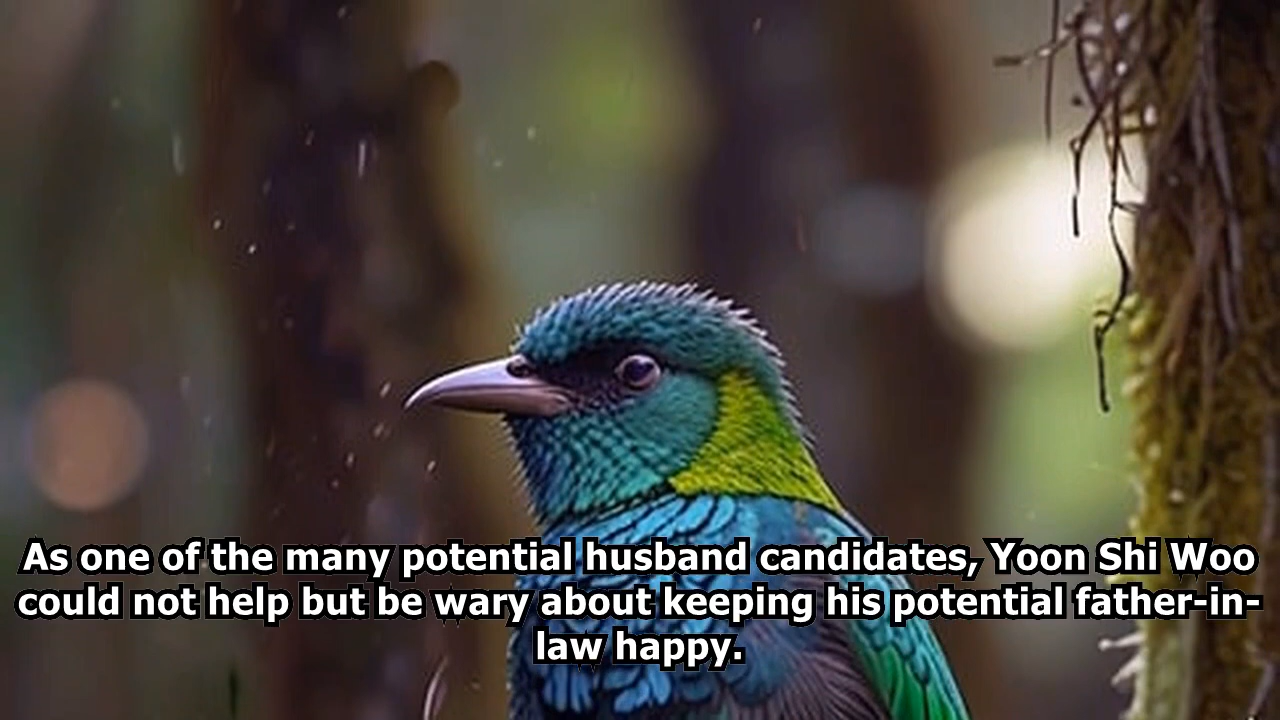 As one of the many potential husband candidates, Yoon Shi Woo
could not help but be wary about keeping his potential father-in-
law happy.